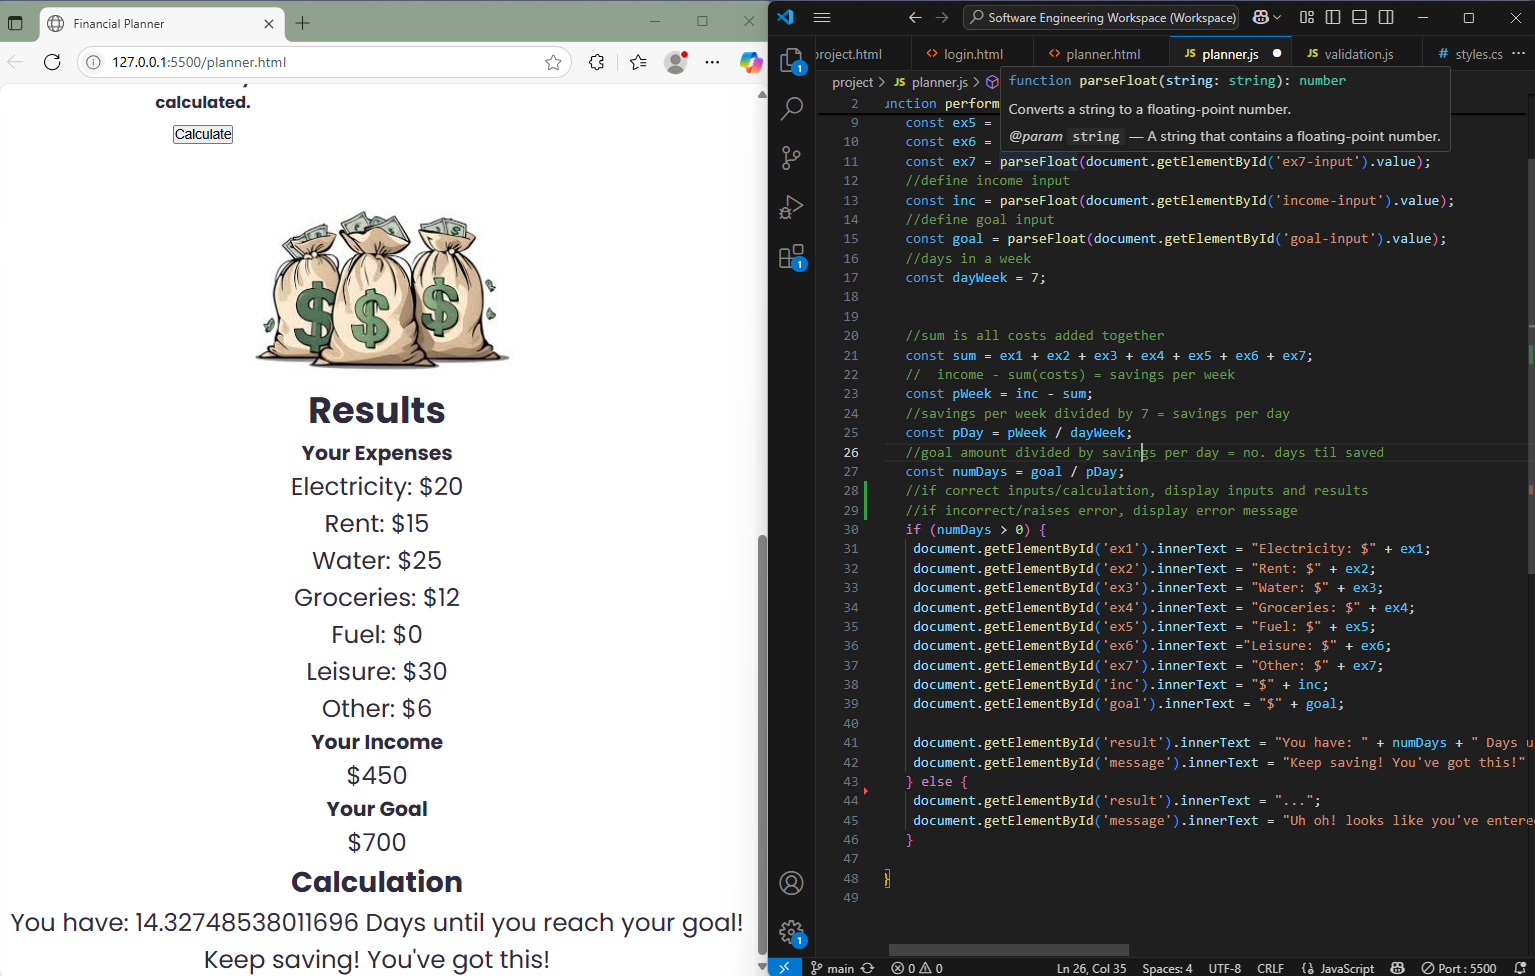 Financial Planner
127.0.0.1:5500/planner.html
calculated.
Calculate
Results
Your Expenses
Electricity: $20
Rent: $15
Water: $25
Groceries: $12
Fuel: $0
Leisure: $30
Other: $6
Your Income
$450
Your Goal
$700
Calculation
You have: 14.32748538011696 Days until you reach your goal!
Keep saving! You've got this!
Software Engineering Workspace (Workspace)
project.html
<> login.html
<> planner.html
JS planner.js
JS validation.js
# styles.cs
project > JS planner.js >
function parseFloat(string: string): number
Converts a string to a floating-point number.
@param string — A string that contains a floating-point number.
2 unction perform
9 const ex5 =
10 const ex6 =
11 const ex7 = parseFloat(document.getElementById('ex7-input').value);
12 //define income input
13 const inc = parseFloat(document.getElementById('income-input').value);
14 //define goal input
15 const goal = parseFloat(document.getElementById('goal-input').value);
16 //days in a week
17 const dayWeek = 7;
18
19
20 //sum is all costs added together
21 const sum = ex1 + ex2 + ex3 + ex4 + ex5 + ex6 + ex7;
22 //  income - sum(costs) = savings per week
23 const pWeek = inc - sum;
24 //savings per week divided by 7 = savings per day
25 const pDay = pWeek / dayWeek;
26 //goal amount divided by savings per day = no. days til saved
27 const numDays = goal / pDay;
28 //if correct inputs/calculation, display inputs and results
29 //if incorrect/raises error, display error message
30 if (numDays > 0) {
31 document.getElementById('ex1').innerText = "Electricity: $" + ex1;
32 document.getElementById('ex2').innerText = "Rent: $" + ex2;
33 document.getElementById('ex3').innerText = "Water: $" + ex3;
34 document.getElementById('ex4').innerText = "Groceries: $" + ex4;
35 document.getElementById('ex5').innerText = "Fuel: $" + ex5;
36 document.getElementById('ex6').innerText ="Leisure: $" + ex6;
37 document.getElementById('ex7').innerText = "Other: $" + ex7;
38 document.getElementById('inc').innerText = "$" + inc;
39 document.getElementById('goal').innerText = "$" + goal;
40
41 document.getElementById('result').innerText = "You have: " + numDays + " Days u
42 document.getElementById('message').innerText = "Keep saving! You've got this!"
43 } else {
44 document.getElementById('result').innerText = "...";
45 document.getElementById('message').innerText = "Uh oh! looks like you've entere
46 }
47
48 }
49
main
0 0
Ln 26, Col 35
Spaces: 4
UTF-8
CRLF
{} JavaScript
Port : 5500